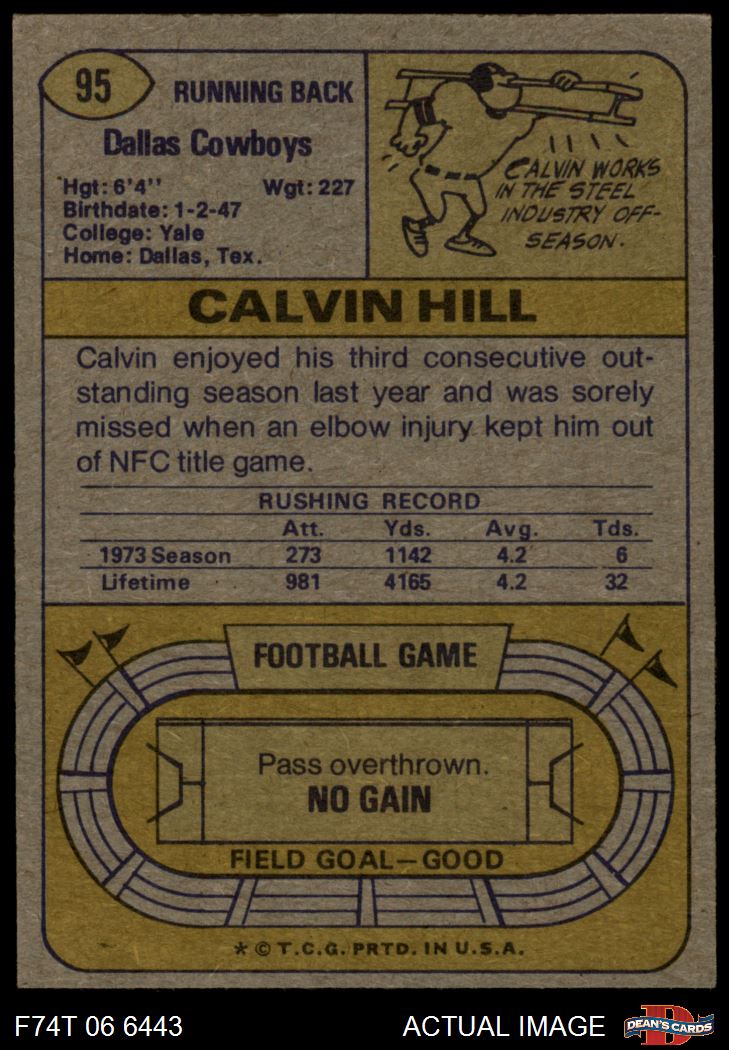 95
RUNNING BACK
Dallas Cowboys
Hgt: 6'4"
Wgt: 227
Birthdate: 1-2-47
College: Yale
Home: Dallas, Tex.
CALVIN WORKS
IN THE STEEL
INDUSTRY OFF-
SEASON.
CALVIN HILL
Calvin enjoyed his third consecutive out-
standing season last year and was sorely
missed when an elbow injury kept him out
of NFC title game.
RUSHING RECORD
Att. Yds. Avg. Tds.
1973 Season 273 1142 4.2 6
Lifetime 981 4165 4.2 32
FOOTBALL GAME
Pass overthrown.
NO GAIN
FIELD GOAL—GOOD
* © T.C.G. PRTD. IN U.S.A.
F74T 06 6443
ACTUAL IMAGE
D
DEAN'S CARDS